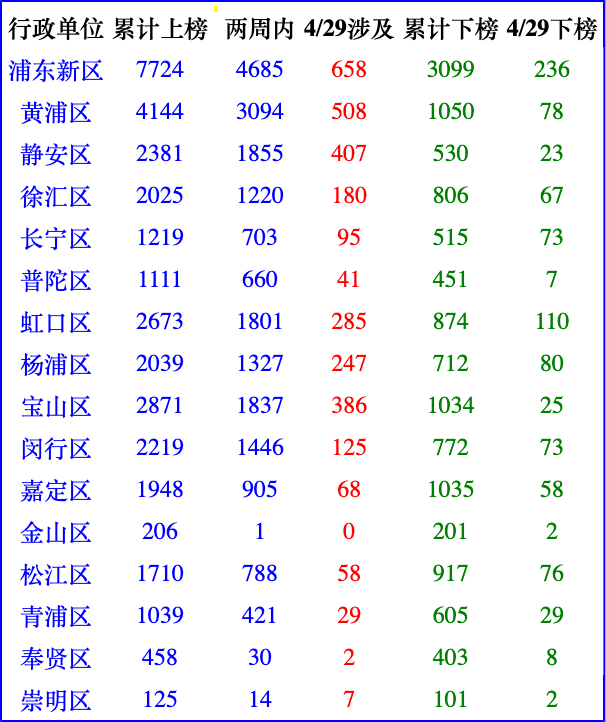 行政单位 累计上榜 两周内 4/29涉及 累计下榜 4/29下榜
浦东新区 7724 4685 658 3099 236
黄浦区 4144 3094 508 1050 78
静安区 2381 1855 407 530 23
徐汇区 2025 1220 180 806 67
长宁区 1219 703 95 515 73
普陀区 1111 660 41 451 7
虹口区 2673 1801 285 874 110
杨浦区 2039 1327 247 712 80
宝山区 2871 1837 386 1034 25
闵行区 2219 1446 125 772 73
嘉定区 1948 905 68 1035 58
金山区 206 1 0 201 2
松江区 1710 788 58 917 76
青浦区 1039 421 29 605 29
奉贤区 458 30 2 403 8
崇明区 125 14 7 101 2